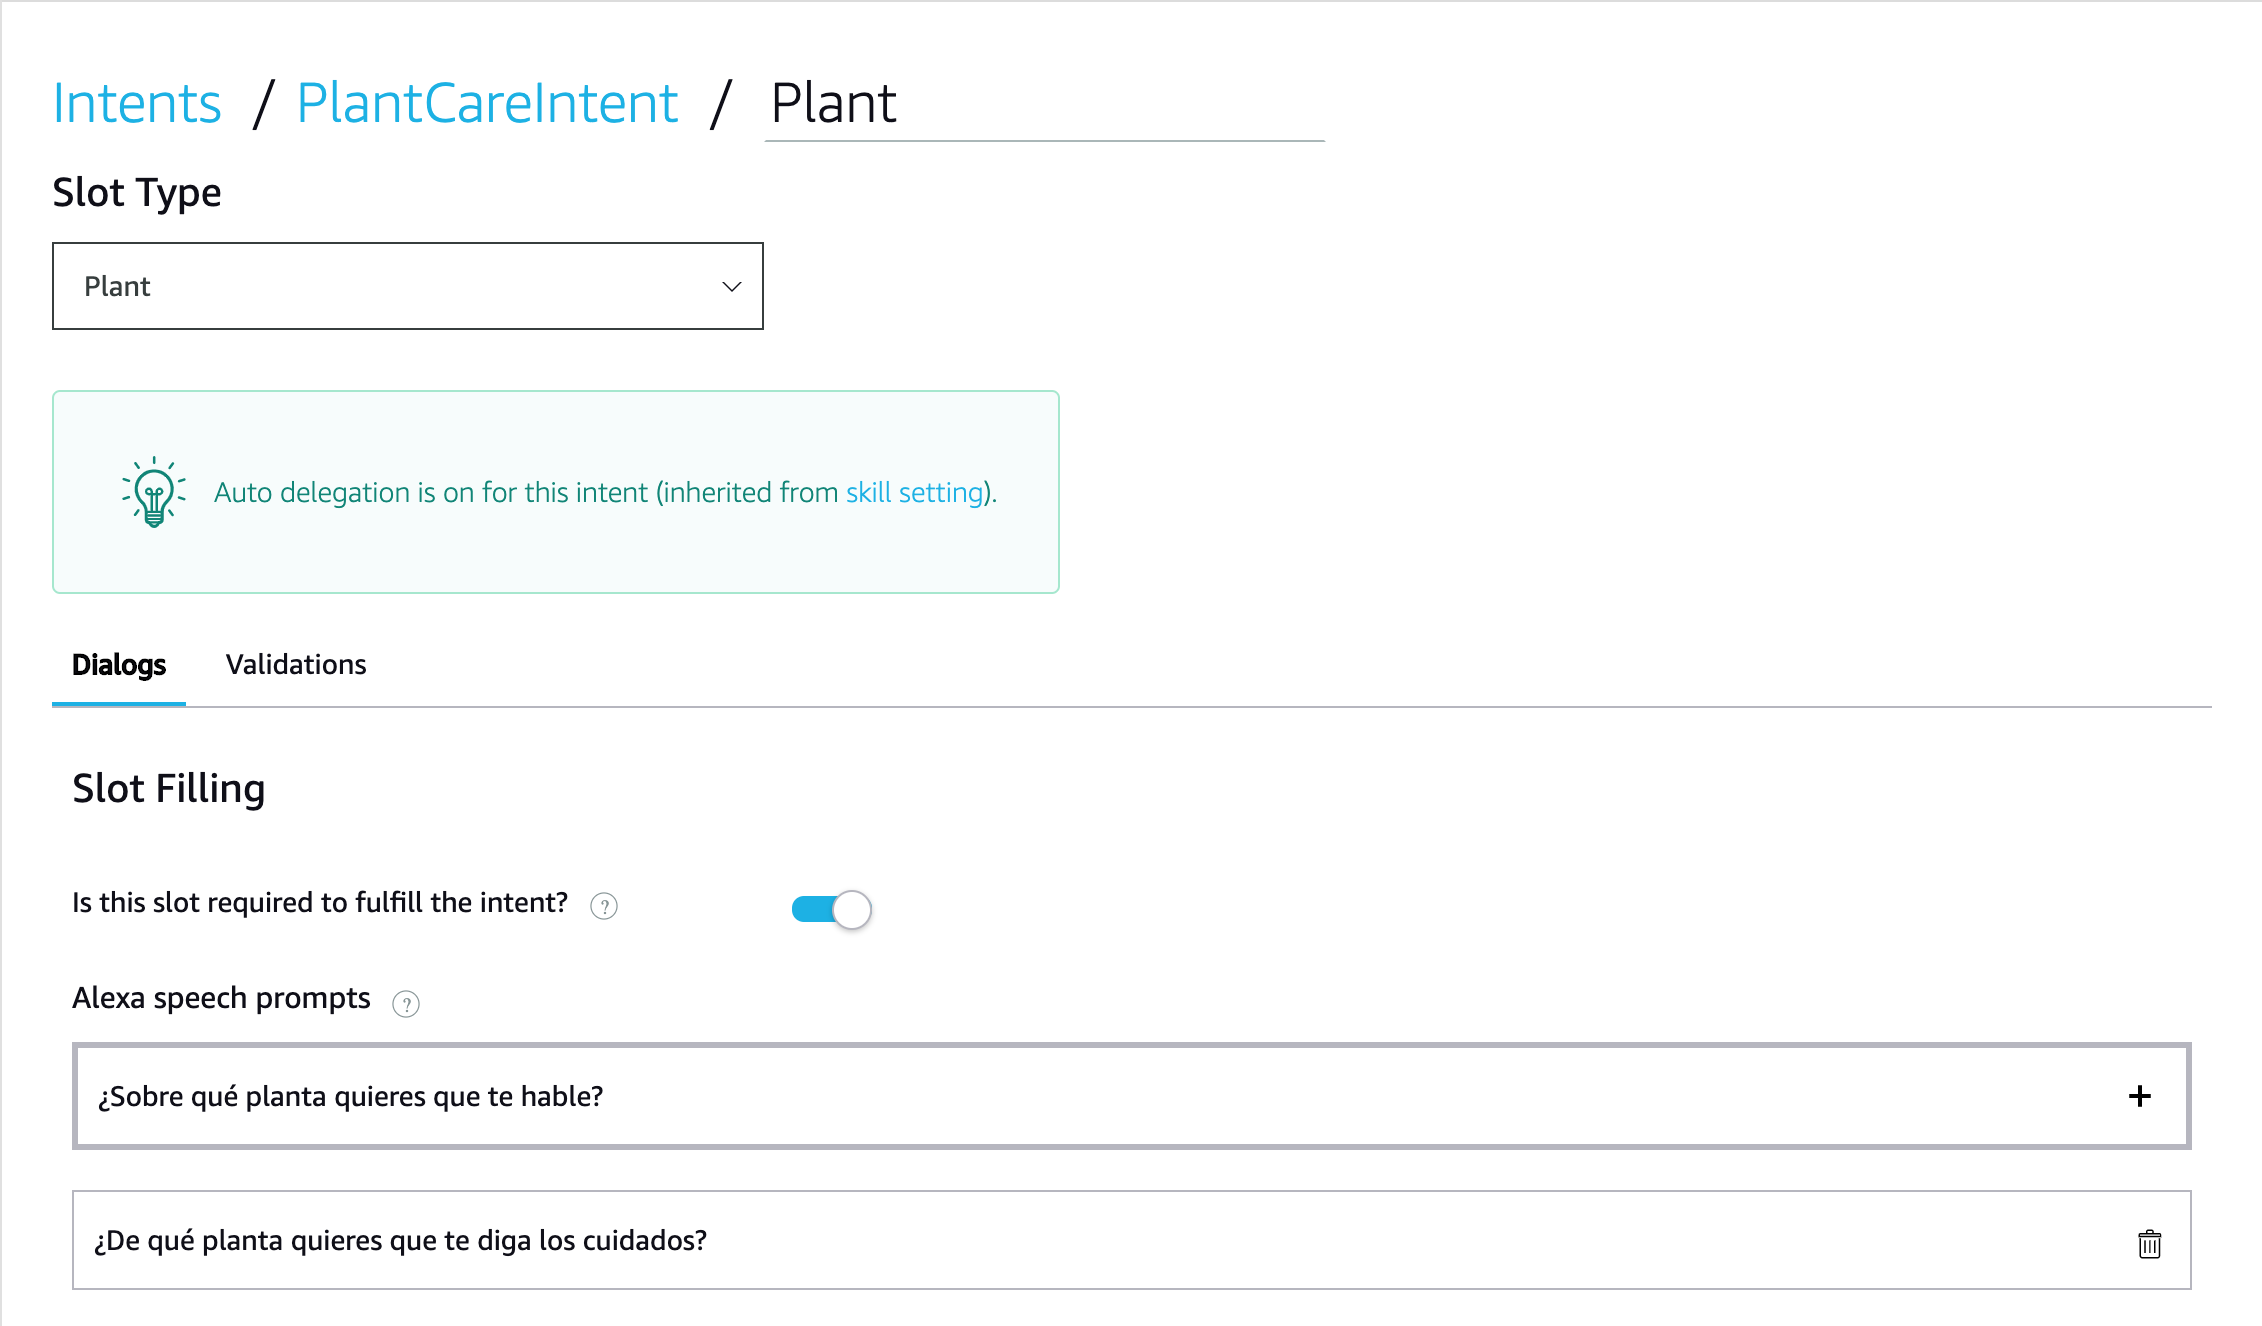 Intents / PlantCareIntent / Plant
Slot Type
Plant
Auto delegation is on for this intent (inherited from skill setting).
Dialogs Validations
Slot Filling
Is this slot required to fulfill the intent? ?
Alexa speech prompts ?
¿Sobre qué planta quieres que te hable? +
¿De qué planta quieres que te diga los cuidados?